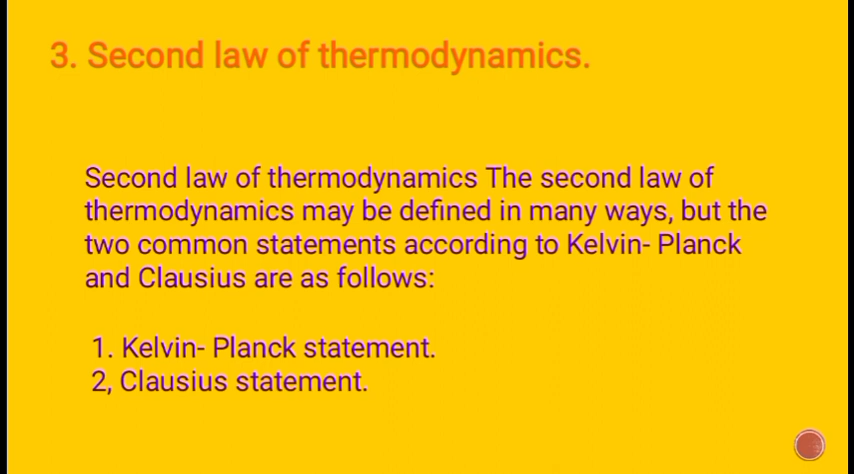 3. Second law of thermodynamics.
Second law of thermodynamics The second law of
thermodynamics may be defined in many ways, but the
two common statements according to Kelvin- Planck
and Clausius are as follows:
1. Kelvin- Planck statement.
2, Clausius statement.